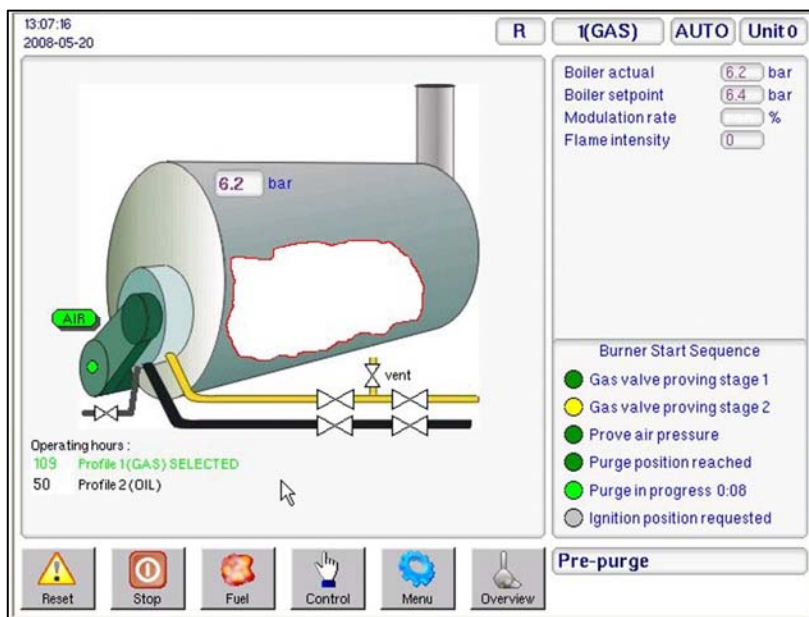 13:07:16
2008-05-20
R
1(GAS)
AUTO
Unit 0
6.2 bar
AIR
vent
Operating hours :
109 Profile 1(GAS) SELECTED
50 Profile 2 (OIL)
Boiler actual 6.2 bar
Boiler setpoint 6.4 bar
Modulation rate %
Flame intensity 0
Burner Start Sequence
Gas valve proving stage 1
Gas valve proving stage 2
Prove air pressure
Purge position reached
Purge in progress 0:08
Ignition position requested
Pre-purge
Reset
Stop
Fuel
Control
Menu
Overview